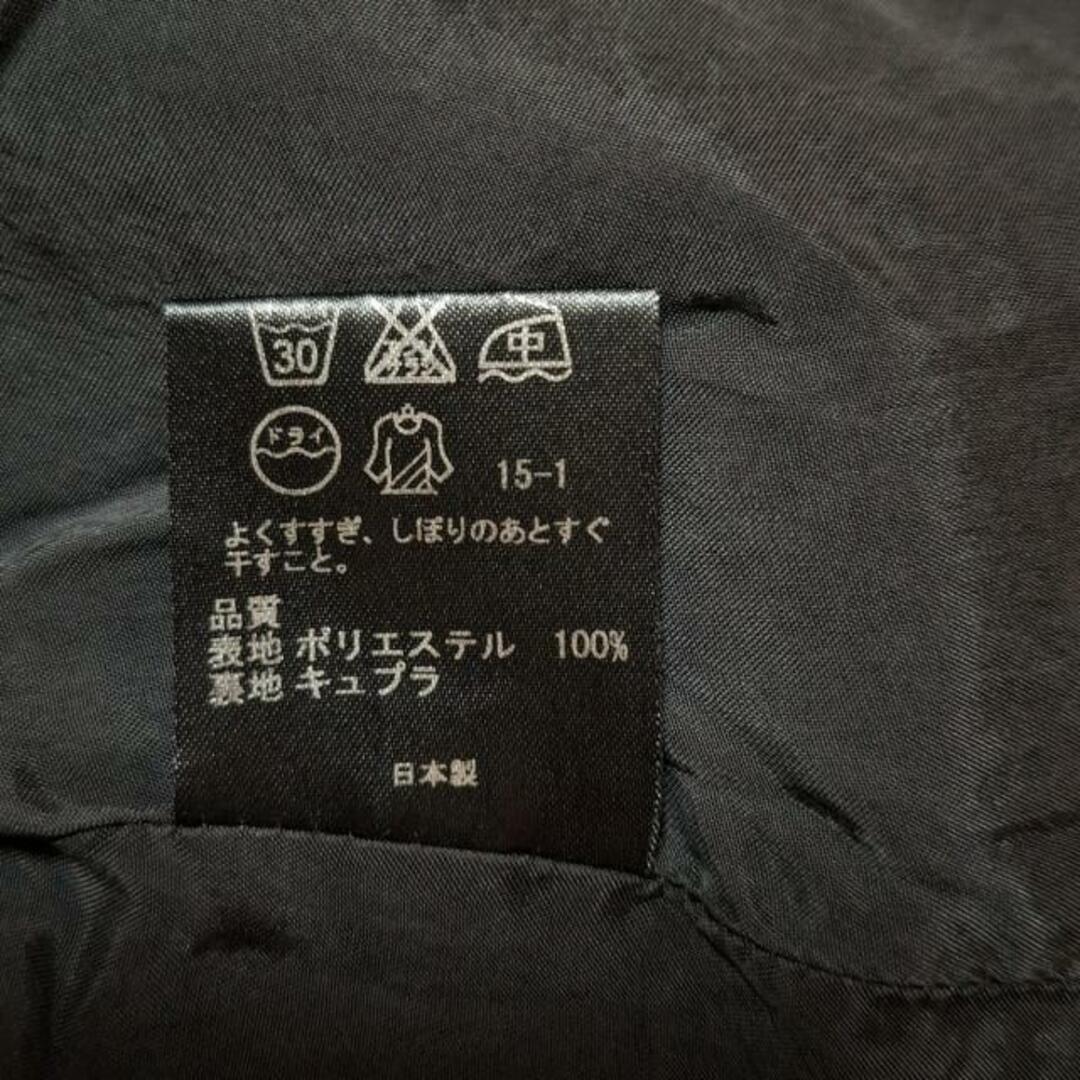 30
中
ドライ
15-1
よくすすぎ、しぼりのあとすぐ
干すこと。
品質
表地 ポリエステル 100%
裏地 キュプラ
日本製